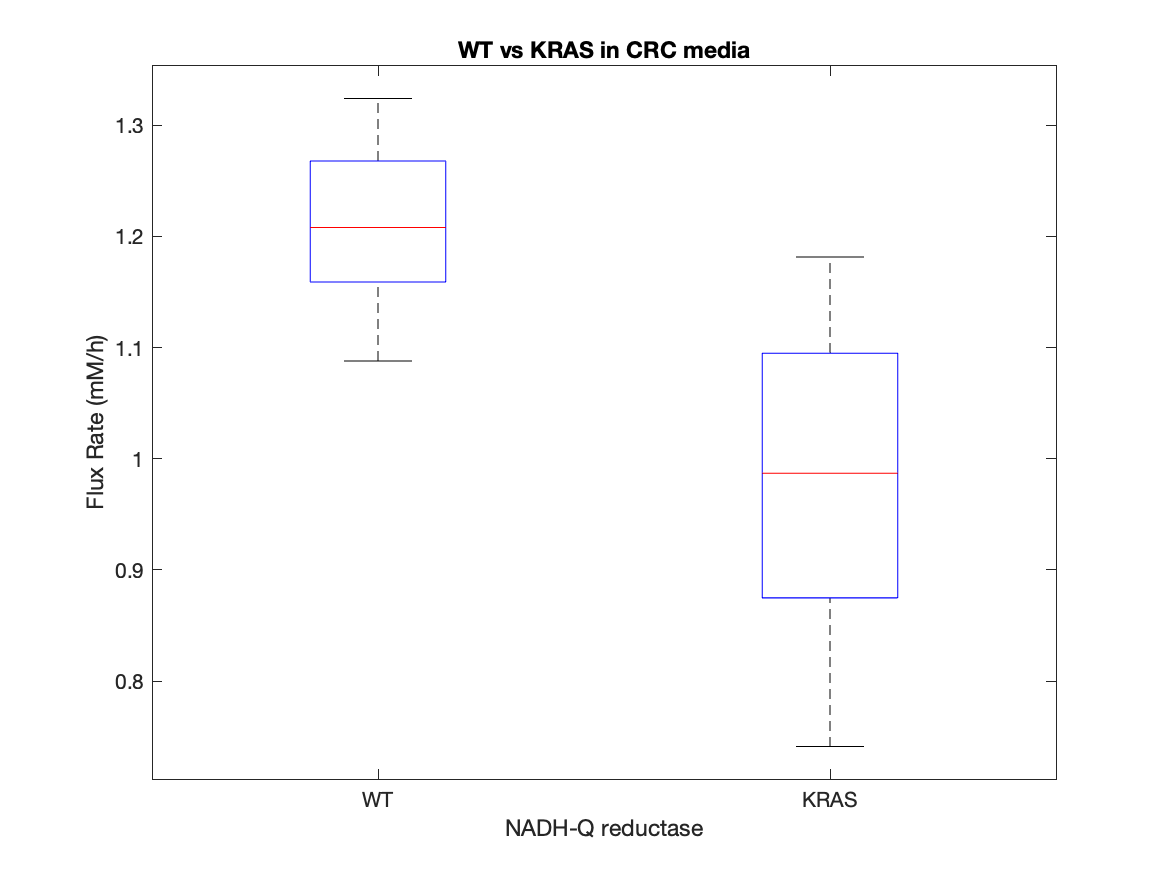 WT vs KRAS in CRC media
Flux Rate (mM/h)
1.3
1.2
1.1
1
0.9
0.8
WT
KRAS
NADH-Q reductase